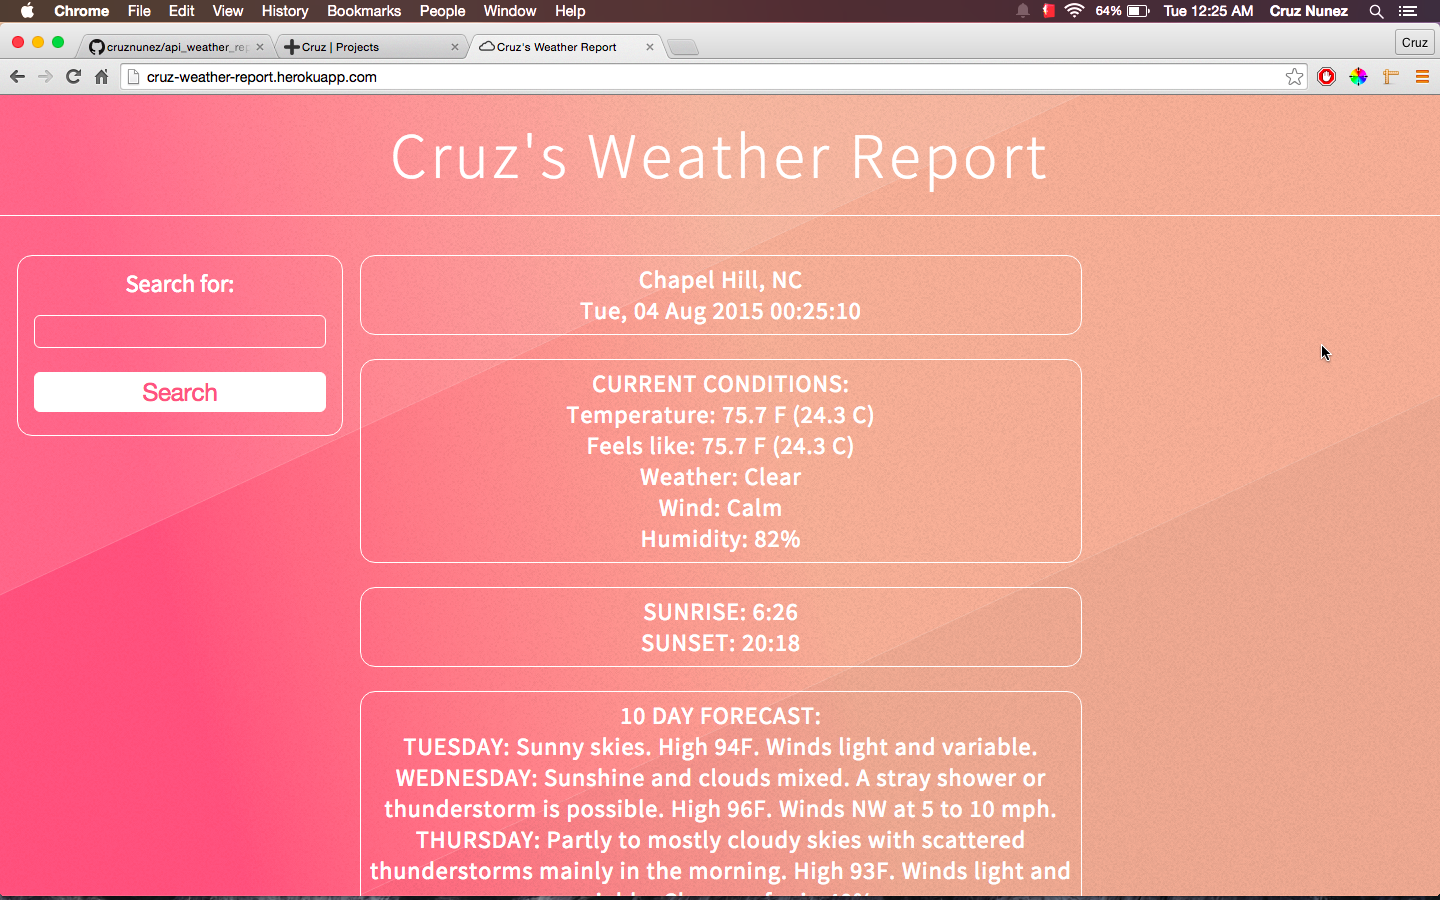 Chrome File Edit View History Bookmarks People Window Help 64% Tue 12:25 AM Cruz Nunez
cruznunez/api_weather_rep Cruz | Projects Cruz's Weather Report Cruz
cruz-weather-report.herokuapp.com
Cruz's Weather Report
Search for:
Search
Chapel Hill, NC
Tue, 04 Aug 2015 00:25:10
CURRENT CONDITIONS:
Temperature: 75.7 F (24.3 C)
Feels like: 75.7 F (24.3 C)
Weather: Clear
Wind: Calm
Humidity: 82%
SUNRISE: 6:26
SUNSET: 20:18
10 DAY FORECAST:
TUESDAY: Sunny skies. High 94F. Winds light and variable.
WEDNESDAY: Sunshine and clouds mixed. A stray shower or
thunderstorm is possible. High 96F. Winds NW at 5 to 10 mph.
THURSDAY: Partly to mostly cloudy skies with scattered
thunderstorms mainly in the morning. High 93F. Winds light and